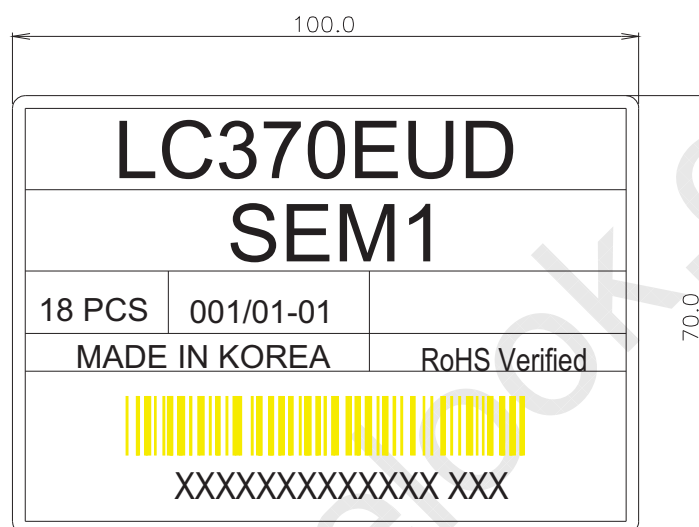 100.0
LC370EUD
SEM1
18 PCS 001/01-01
70.0
MADE IN KOREA RoHS Verified
XXXXXXXXXXXXX XXX